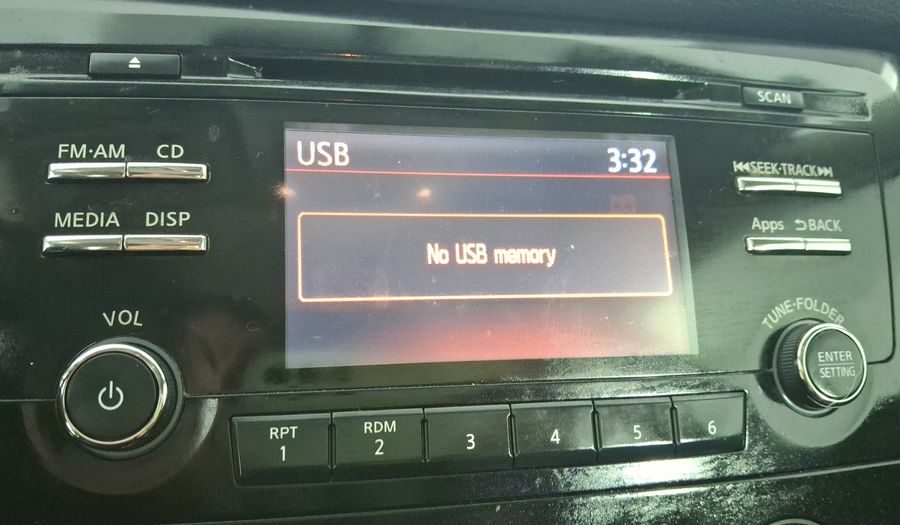 SCAN
FM·AM CD
USB 3:32
SEEK·TRACK
MEDIA DISP
Apps BACK
No USB memory
VOL
TUNE·FOLDER
ENTER
SETTING
RPT RDM
1 2 3 4 5 6